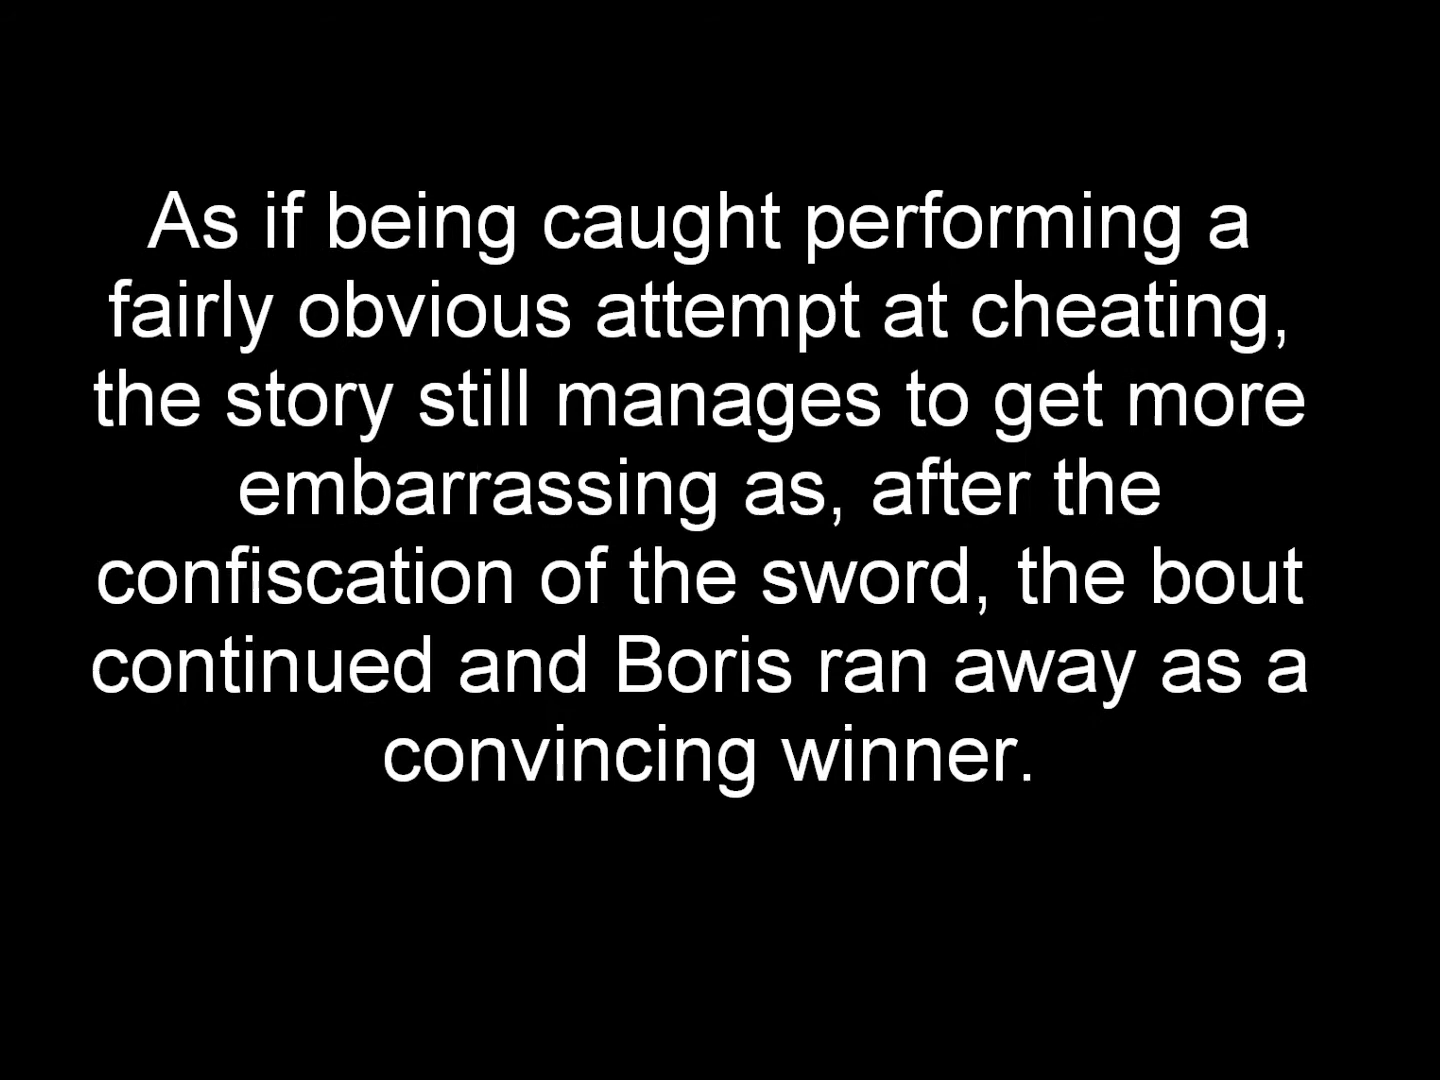 As if being caught performing a
fairly obvious attempt at cheating,
the story still manages to get more
embarrassing as, after the
confiscation of the sword, the bout
continued and Boris ran away as a
convincing winner.